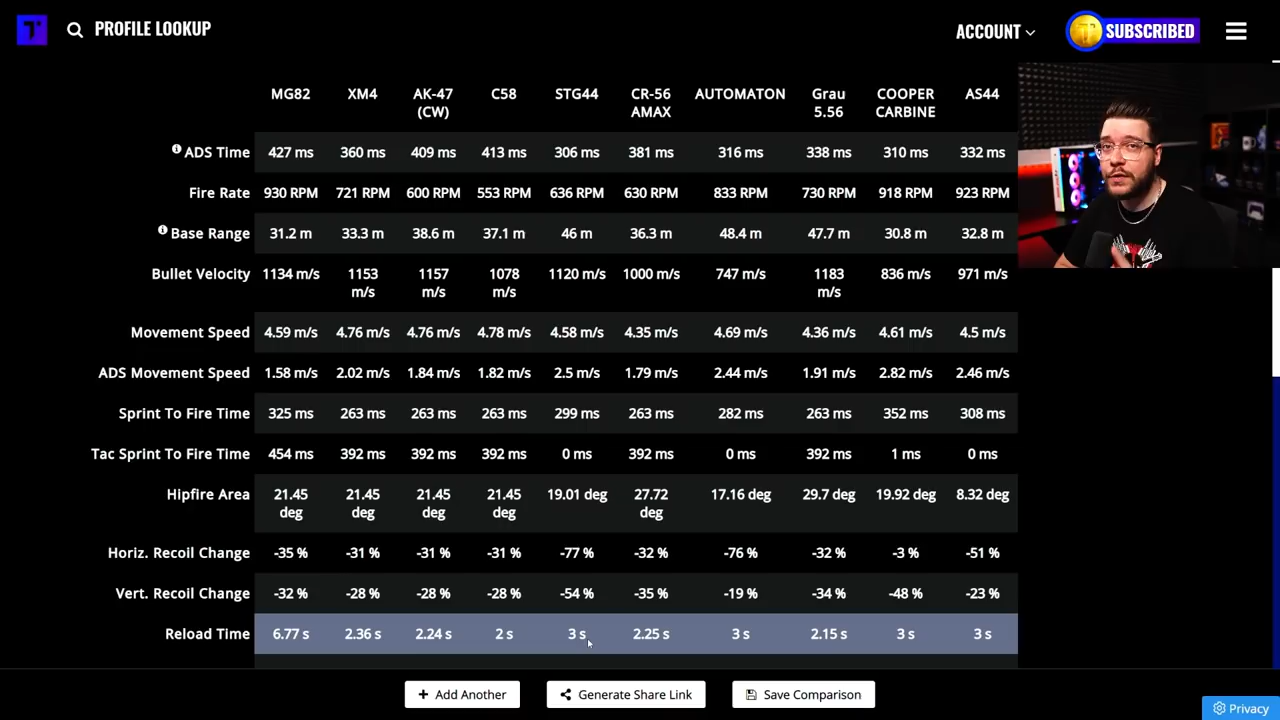 PROFILE LOOKUP
ACCOUNT
SUBSCRIBED
MG82 XM4 AK-47 (CW) C58 STG44 CR-56 AMAX AUTOMATON Grau 5.56 COOPER CARBINE AS44
ADS Time 427 ms 360 ms 409 ms 413 ms 306 ms 381 ms 316 ms 338 ms 310 ms 332 ms
Fire Rate 930 RPM 721 RPM 600 RPM 553 RPM 636 RPM 630 RPM 833 RPM 730 RPM 918 RPM 923 RPM
Base Range 31.2 m 33.3 m 38.6 m 37.1 m 46 m 36.3 m 48.4 m 47.7 m 30.8 m 32.8 m
Bullet Velocity 1134 m/s 1153 m/s 1157 m/s 1078 m/s 1120 m/s 1000 m/s 747 m/s 1183 m/s 836 m/s 971 m/s
Movement Speed 4.59 m/s 4.76 m/s 4.76 m/s 4.78 m/s 4.58 m/s 4.35 m/s 4.69 m/s 4.36 m/s 4.61 m/s 4.5 m/s
ADS Movement Speed 1.58 m/s 2.02 m/s 1.84 m/s 1.82 m/s 2.5 m/s 1.79 m/s 2.44 m/s 1.91 m/s 2.82 m/s 2.46 m/s
Sprint To Fire Time 325 ms 263 ms 263 ms 263 ms 299 ms 263 ms 282 ms 263 ms 352 ms 308 ms
Tac Sprint To Fire Time 454 ms 392 ms 392 ms 392 ms 0 ms 392 ms 0 ms 392 ms 1 ms 0 ms
Hipfire Area 21.45 deg 21.45 deg 21.45 deg 21.45 deg 19.01 deg 27.72 deg 17.16 deg 29.7 deg 19.92 deg 8.32 deg
Horiz. Recoil Change -35 % -31 % -31 % -31 % -77 % -32 % -76 % -32 % -3 % -51 %
Vert. Recoil Change -32 % -28 % -28 % -28 % -54 % -35 % -19 % -34 % -48 % -23 %
Reload Time 6.77 s 2.36 s 2.24 s 2 s 3 s 2.25 s 3 s 2.15 s 3 s 3 s
+ Add Another
Generate Share Link
Save Comparison
Privacy